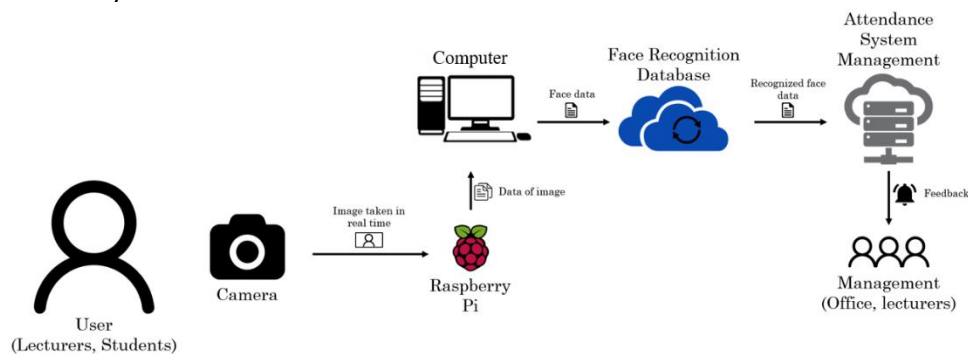 Attendance
System
Management
Computer
Face Recognition
Database
Face data
Recognized face
data
Data of image
Feedback
Image taken in
real time
Camera
Raspberry
Pi
Management
(Office, lecturers)
User
(Lecturers, Students)